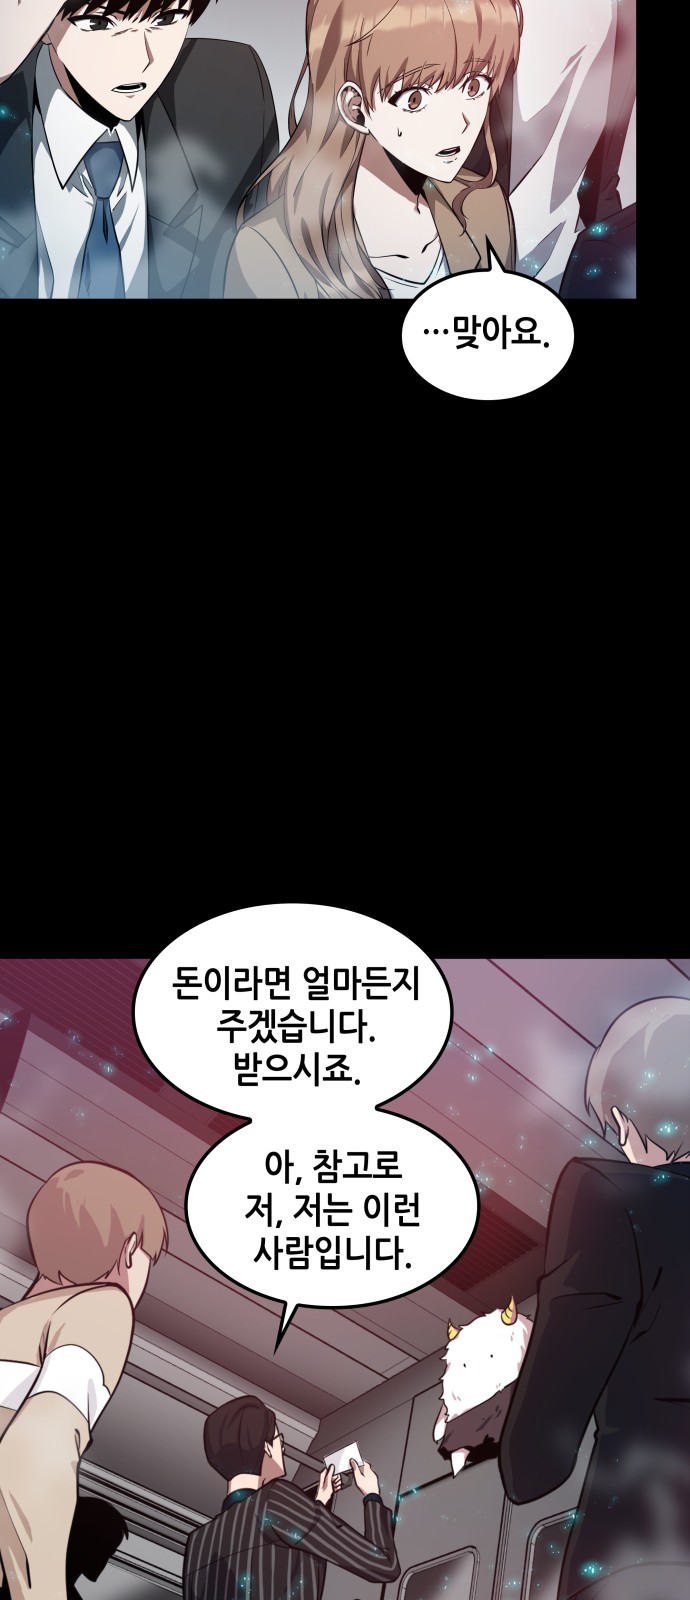 …맞아요.
돈이라면 얼마든지
주겠습니다.
받으시죠.
아, 참고로
저, 저는 이런
사람입니다.